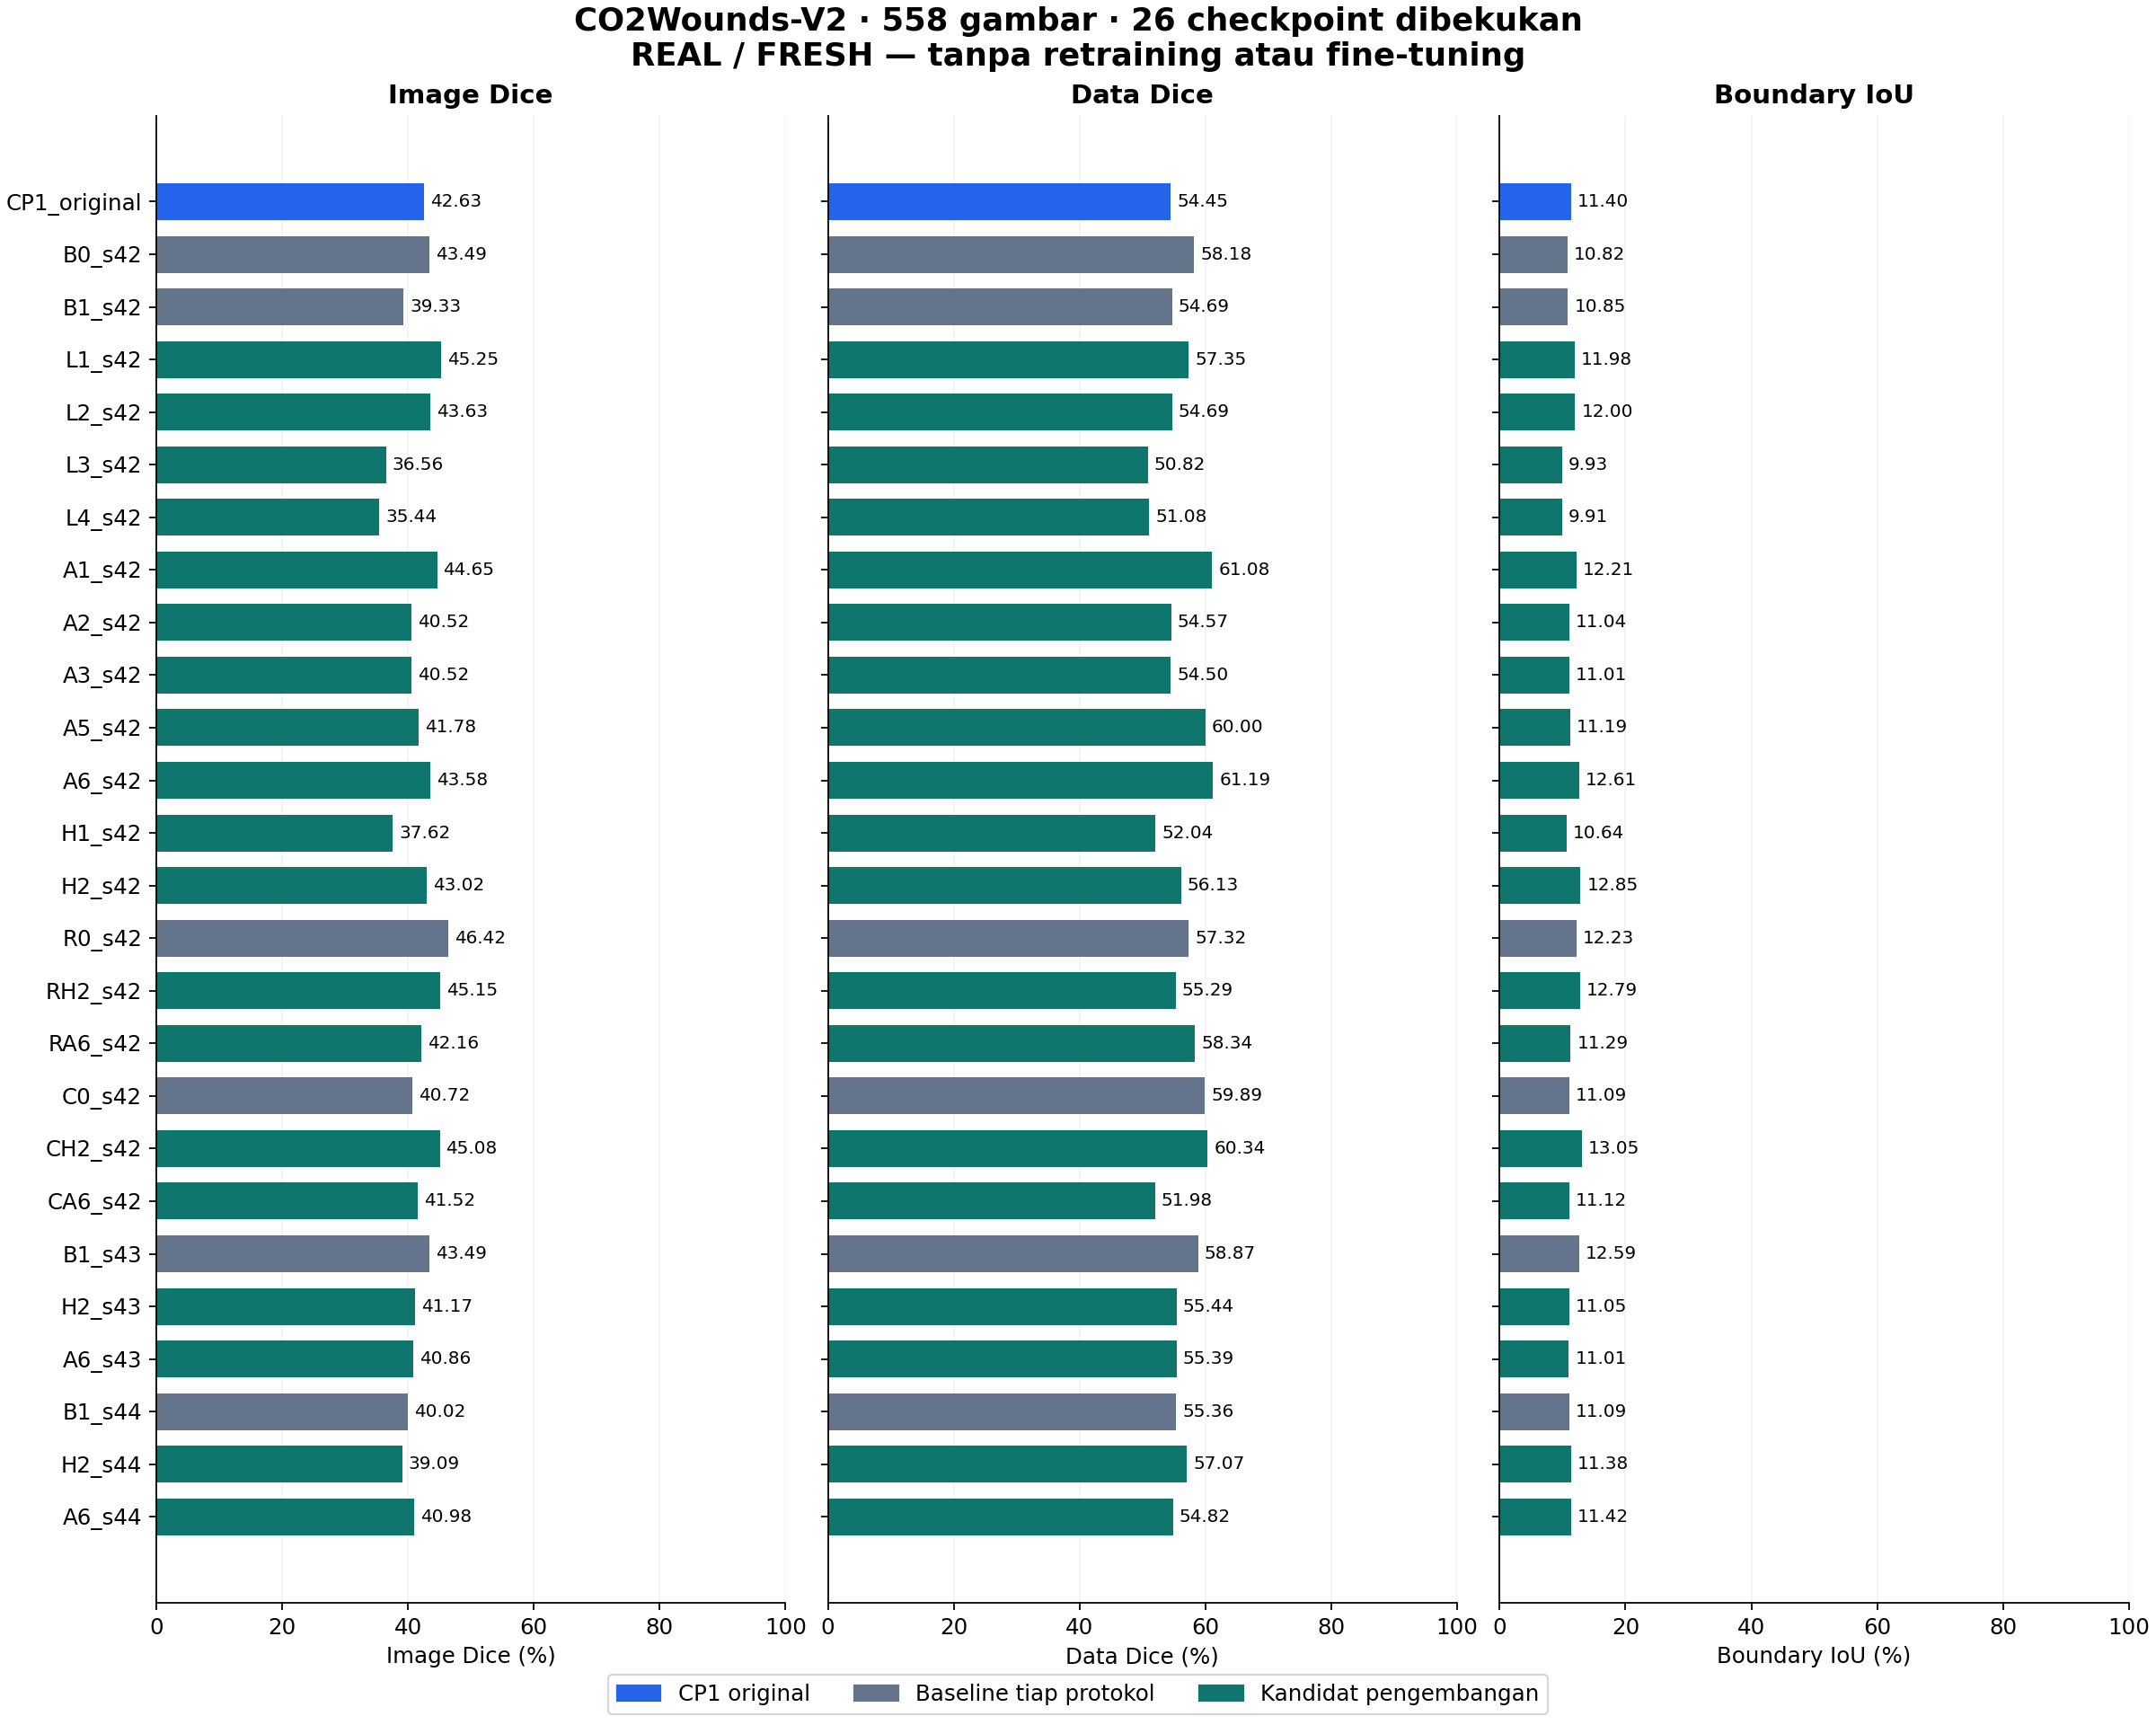 CO2Wounds-V2 · 558 gambar · 26 checkpoint dibekukan
REAL / FRESH — tanpa retraining atau fine-tuning
Image Dice
Data Dice
Boundary IoU
CP1_original 42.63 54.45 11.40
B0_s42 43.49 58.18 10.82
B1_s42 39.33 54.69 10.85
L1_s42 45.25 57.35 11.98
L2_s42 43.63 54.69 12.00
L3_s42 36.56 50.82 9.93
L4_s42 35.44 51.08 9.91
A1_s42 44.65 61.08 12.21
A2_s42 40.52 54.57 11.04
A3_s42 40.52 54.50 11.01
A5_s42 41.78 60.00 11.19
A6_s42 43.58 61.19 12.61
H1_s42 37.62 52.04 10.64
H2_s42 43.02 56.13 12.85
R0_s42 46.42 57.32 12.23
RH2_s42 45.15 55.29 12.79
RA6_s42 42.16 58.34 11.29
C0_s42 40.72 59.89 11.09
CH2_s42 45.08 60.34 13.05
CA6_s42 41.52 51.98 11.12
B1_s43 43.49 58.87 12.59
H2_s43 41.17 55.44 11.05
A6_s43 40.86 55.39 11.01
B1_s44 40.02 55.36 11.09
H2_s44 39.09 57.07 11.38
A6_s44 40.98 54.82 11.42
0 20 40 60 80 100
0 20 40 60 80 100
0 20 40 60 80 100
Image Dice (%)
Data Dice (%)
Boundary IoU (%)
CP1 original
Baseline tiap protokol
Kandidat pengembangan